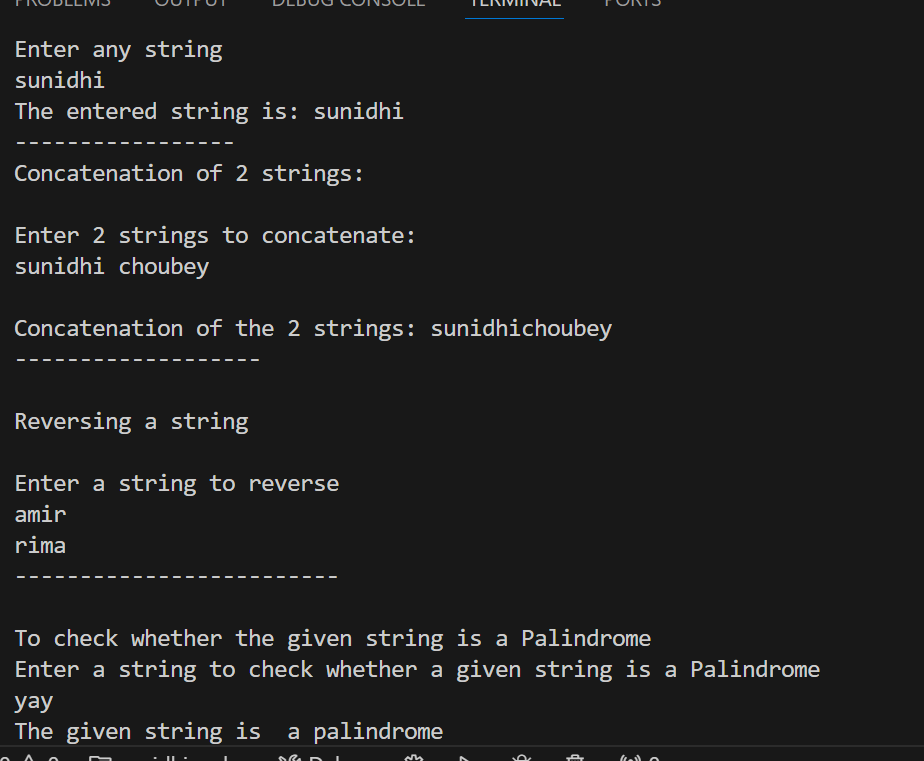 PROBLEMS OUTPUT DEBUG CONSOLE TERMINAL PORTS
Enter any string
sunidhi
The entered string is: sunidhi
-----------------
Concatenation of 2 strings:
Enter 2 strings to concatenate:
sunidhi choubey
Concatenation of the 2 strings: sunidhichoubey
-------------------
Reversing a string
Enter a string to reverse
amir
rima
-------------------------
To check whether the given string is a Palindrome
Enter a string to check whether a given string is a Palindrome
yay
The given string is  a palindrome